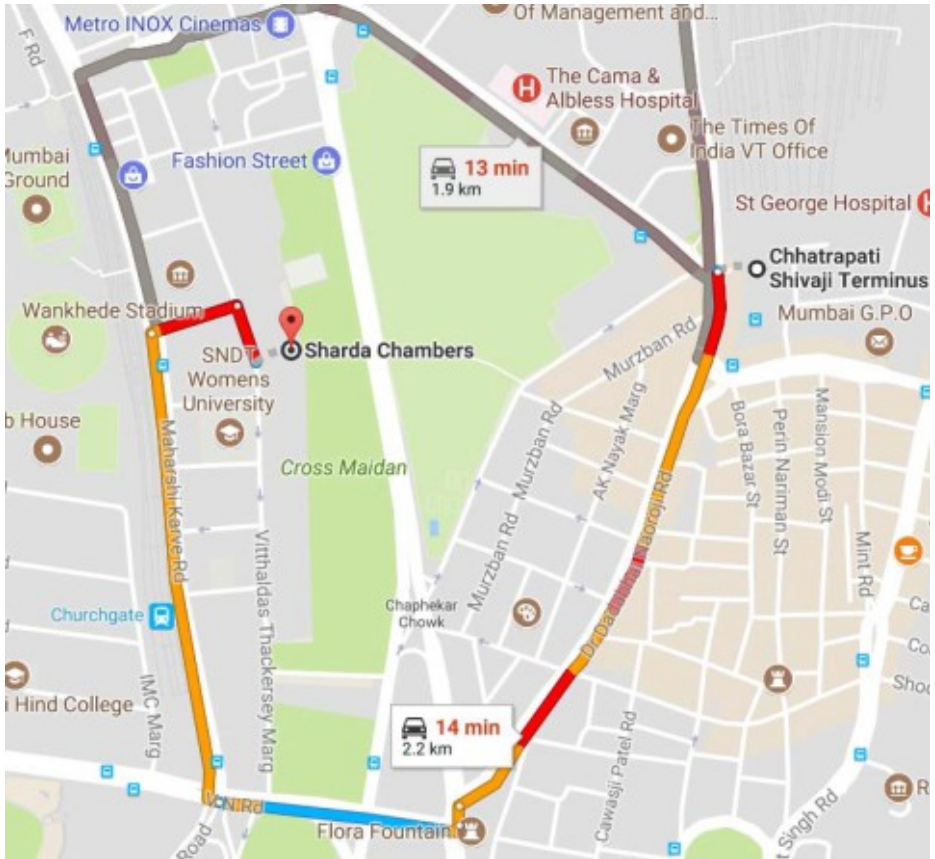 Of Management and...
Metro INOX Cinemas
F Rd
The Cama &
Albless Hospital
The Times Of
India VT Office
Mumbai
Ground
Fashion Street
13 min
1.9 km
St George Hospital
Chhatrapati
Shivaji Terminus
Wankhede Stadium
Mumbai G.P.O
Murzban Rd
SNDT
Womens
University
Sharda Chambers
b House
Maharshi Karve Rd
Cross Maidan
Murzban Rd
AK Nayak Marg
Bora Bazar St
Perin Nariman St
Mansion Modi St
Murzban Rd
Dr Dadabhai Naoroji Rd
Mint Rd
Vitthaldas Thackersey Marg
Churchgate
Chaphekar
Chowk
i Hind College
IMC Marg
14 min
2.2 km
Cawasji Patel Rd
V N Rd
Flora Fountain
Road
t Singh Rd
R